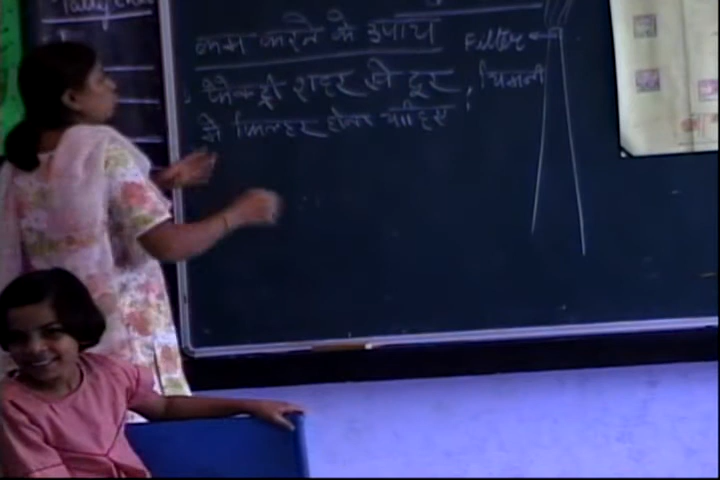 कम करने के उपाय
Filter
फैक्ट्री शहर से दूर, चिमनी
में फिल्टर होना चाहिए